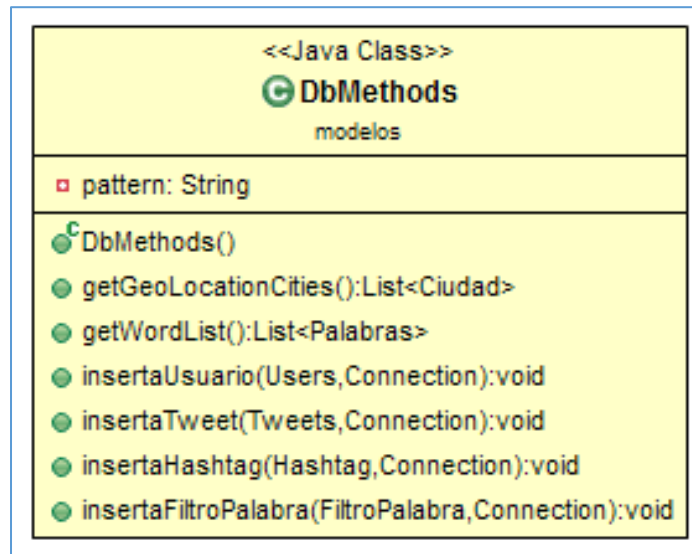 <<Java Class>>
DbMethods
modelos
pattern: String
DbMethods()
getGeoLocationCities():List<Ciudad>
getWordList():List<Palabras>
insertaUsuario(Users,Connection):void
insertaTweet(Tweets,Connection):void
insertaHashtag(Hashtag,Connection):void
insertaFiltroPalabra(FiltroPalabra,Connection):void